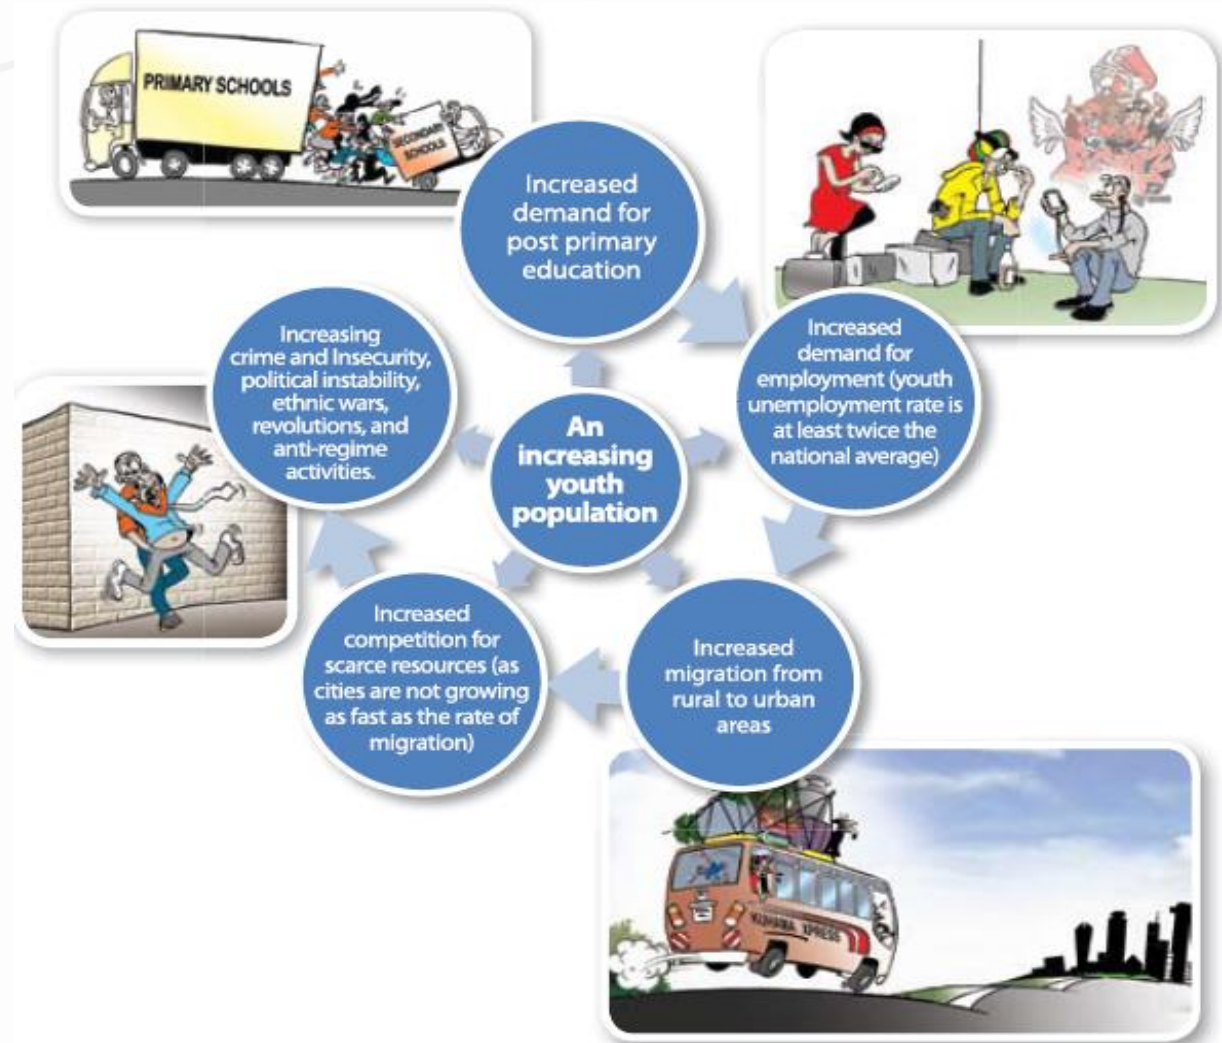 PRIMARY SCHOOLS
SECONDARY
SCHOOLS
Increased
demand for
post primary
education
Increased
demand for
employment (youth
unemployment rate is
at least twice the
national average)
Increasing
crime and Insecurity,
political instability,
ethnic wars,
revolutions, and
anti-regime
activities.
An
increasing
youth
population
Increased
competition for
scarce resources (as
cities are not growing
as fast as the rate of
migration)
Increased
migration from
rural to urban
areas
XPRESS